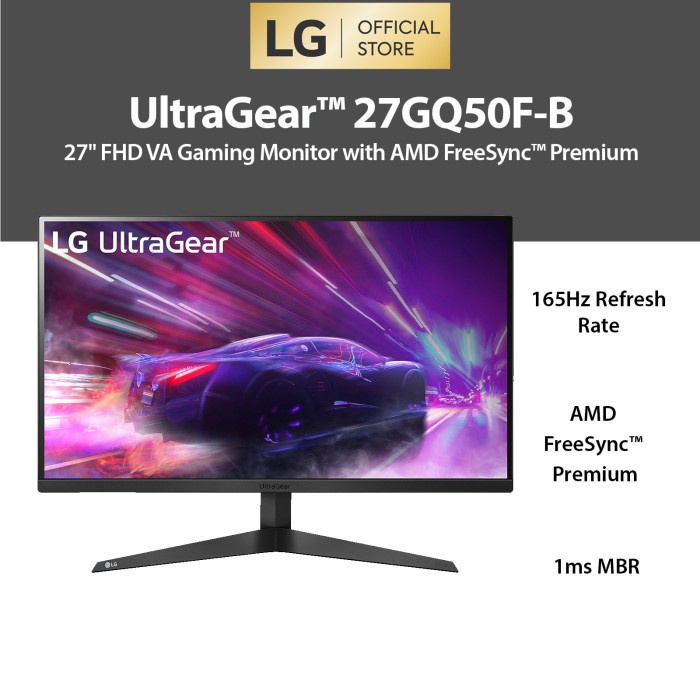 LG OFFICIAL
STORE
UltraGear™ 27GQ50F-B
27" FHD VA Gaming Monitor with AMD FreeSync™ Premium
LG UltraGear™
165Hz Refresh
Rate
AMD
FreeSync™
Premium
UltraGear
LG
1ms MBR